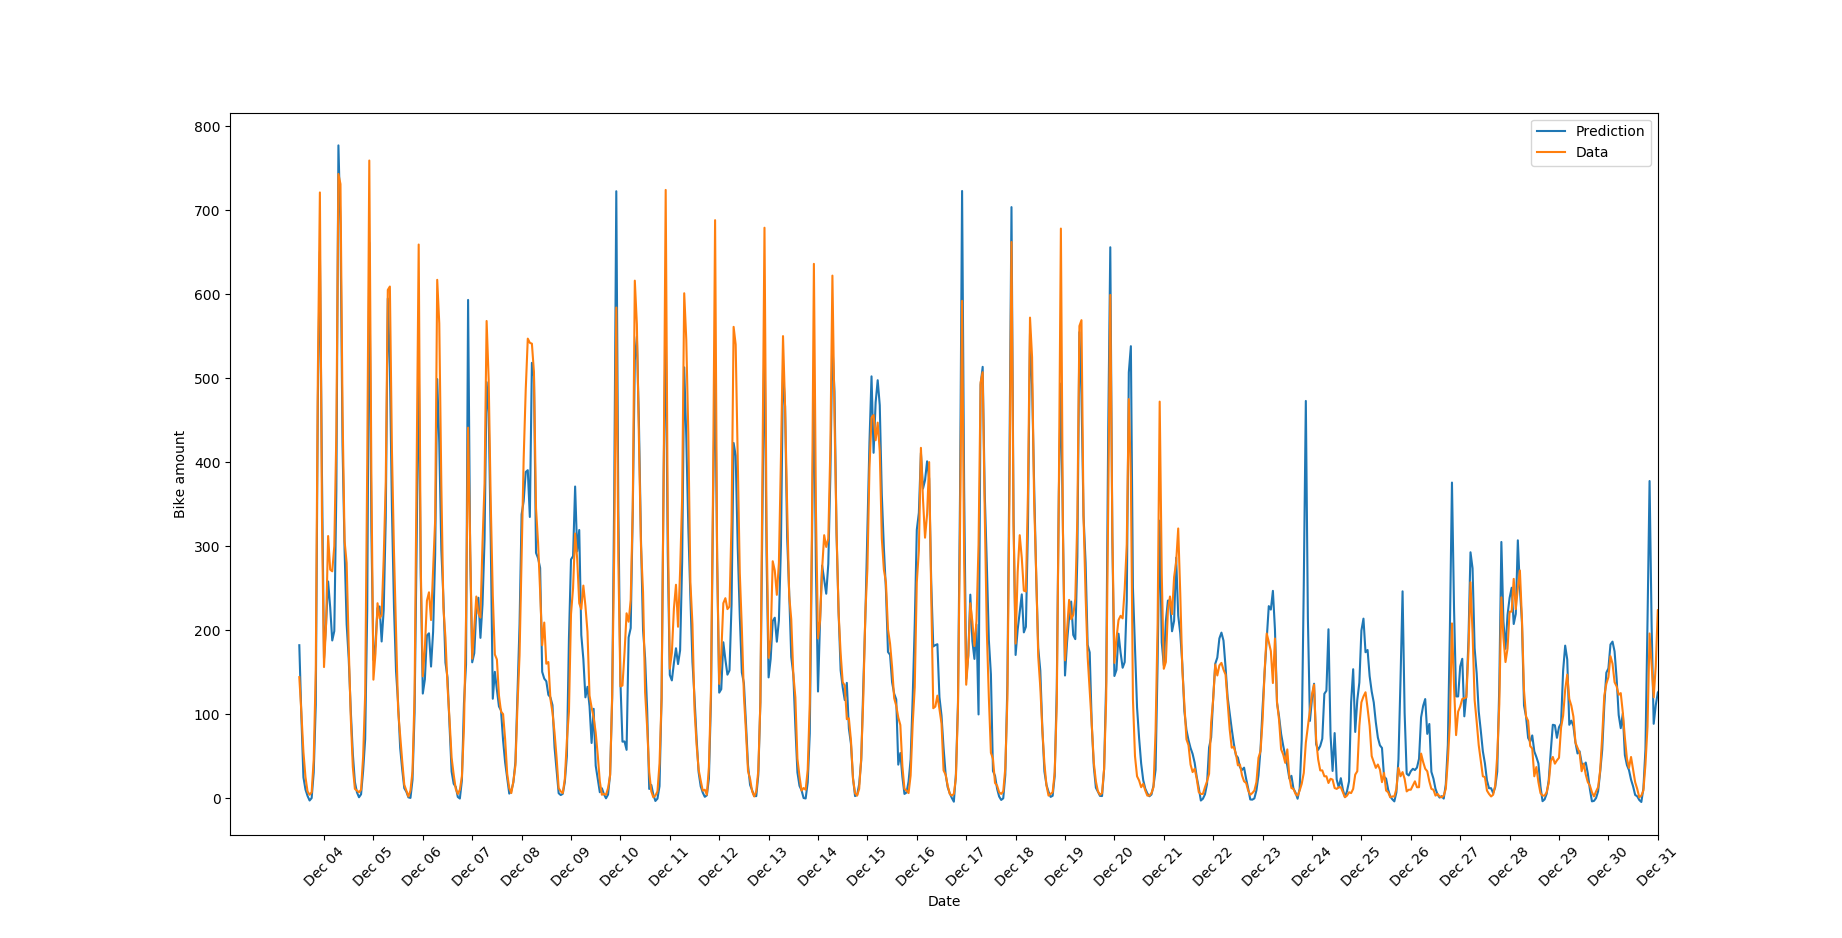 Prediction
Data
800
700
600
500
400
300
200
100
0
Bike amount
Dec 04
Dec 05
Dec 06
Dec 07
Dec 08
Dec 09
Dec 10
Dec 11
Dec 12
Dec 13
Dec 14
Dec 15
Dec 16
Dec 17
Dec 18
Dec 19
Dec 20
Dec 21
Dec 22
Dec 23
Dec 24
Dec 25
Dec 26
Dec 27
Dec 28
Dec 29
Dec 30
Dec 31
Date